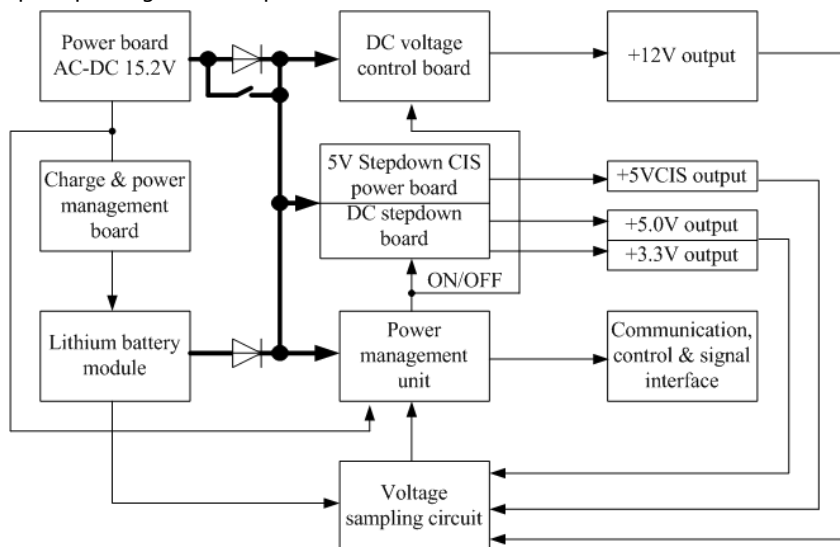 Power board
AC-DC 15.2V
DC voltage
control board
+12V output
Charge & power
management
board
5V Stepdown CIS
power board
DC stepdown
board
+5VCIS output
+5.0V output
+3.3V output
ON/OFF
Lithium battery
module
Power
management
unit
Communication,
control & signal
interface
Voltage
sampling circuit